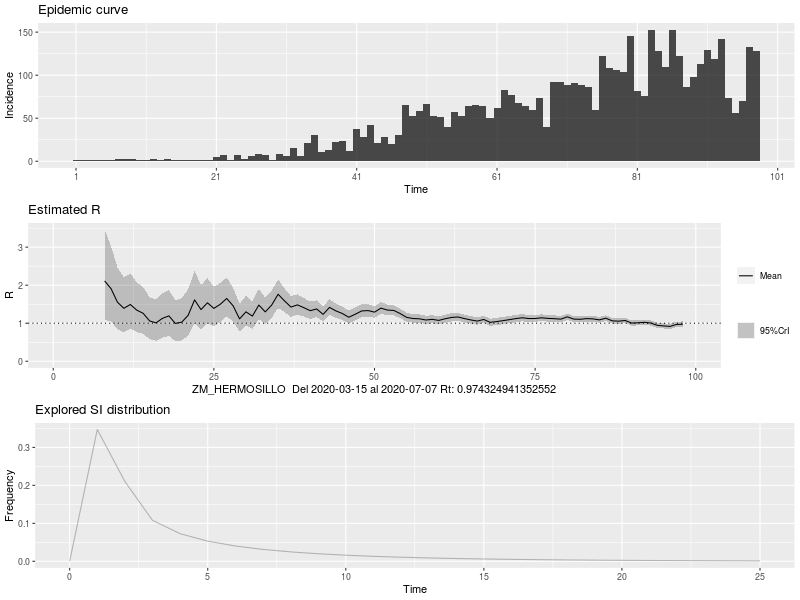 Epidemic curve
150
100
50
0
Incidence
1 21 41 61 81 101
Time
Estimated R
3
2
1
0
R
Mean
95%CrI
0 25 50 75 100
ZM_HERMOSILLO Del 2020-03-15 al 2020-07-07 Rt: 0.974324941352552
Explored SI distribution
0.3
0.2
0.1
0.0
Frequency
0 5 10 15 20 25
Time